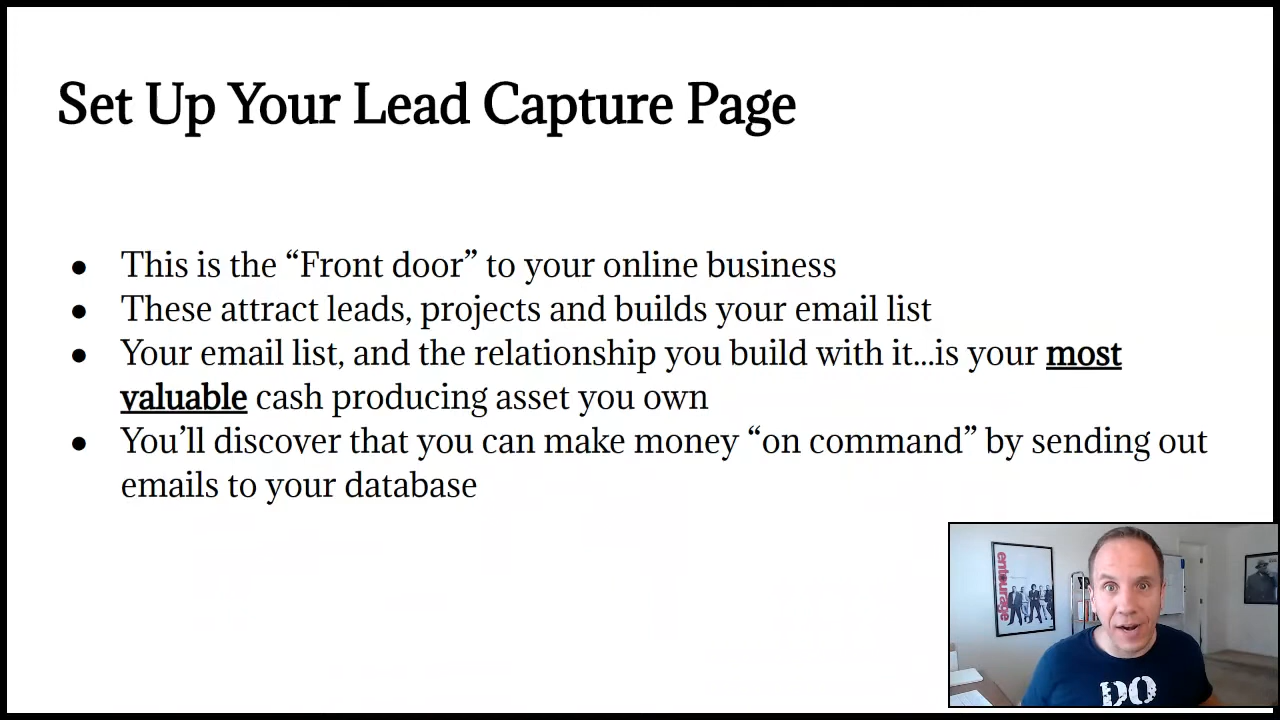 Set Up Your Lead Capture Page
● This is the “Front door” to your online business
● These attract leads, projects and builds your email list
● Your email list, and the relationship you build with it...is your most
valuable cash producing asset you own
● You’ll discover that you can make money “on command” by sending out
emails to your database
entourage
DO